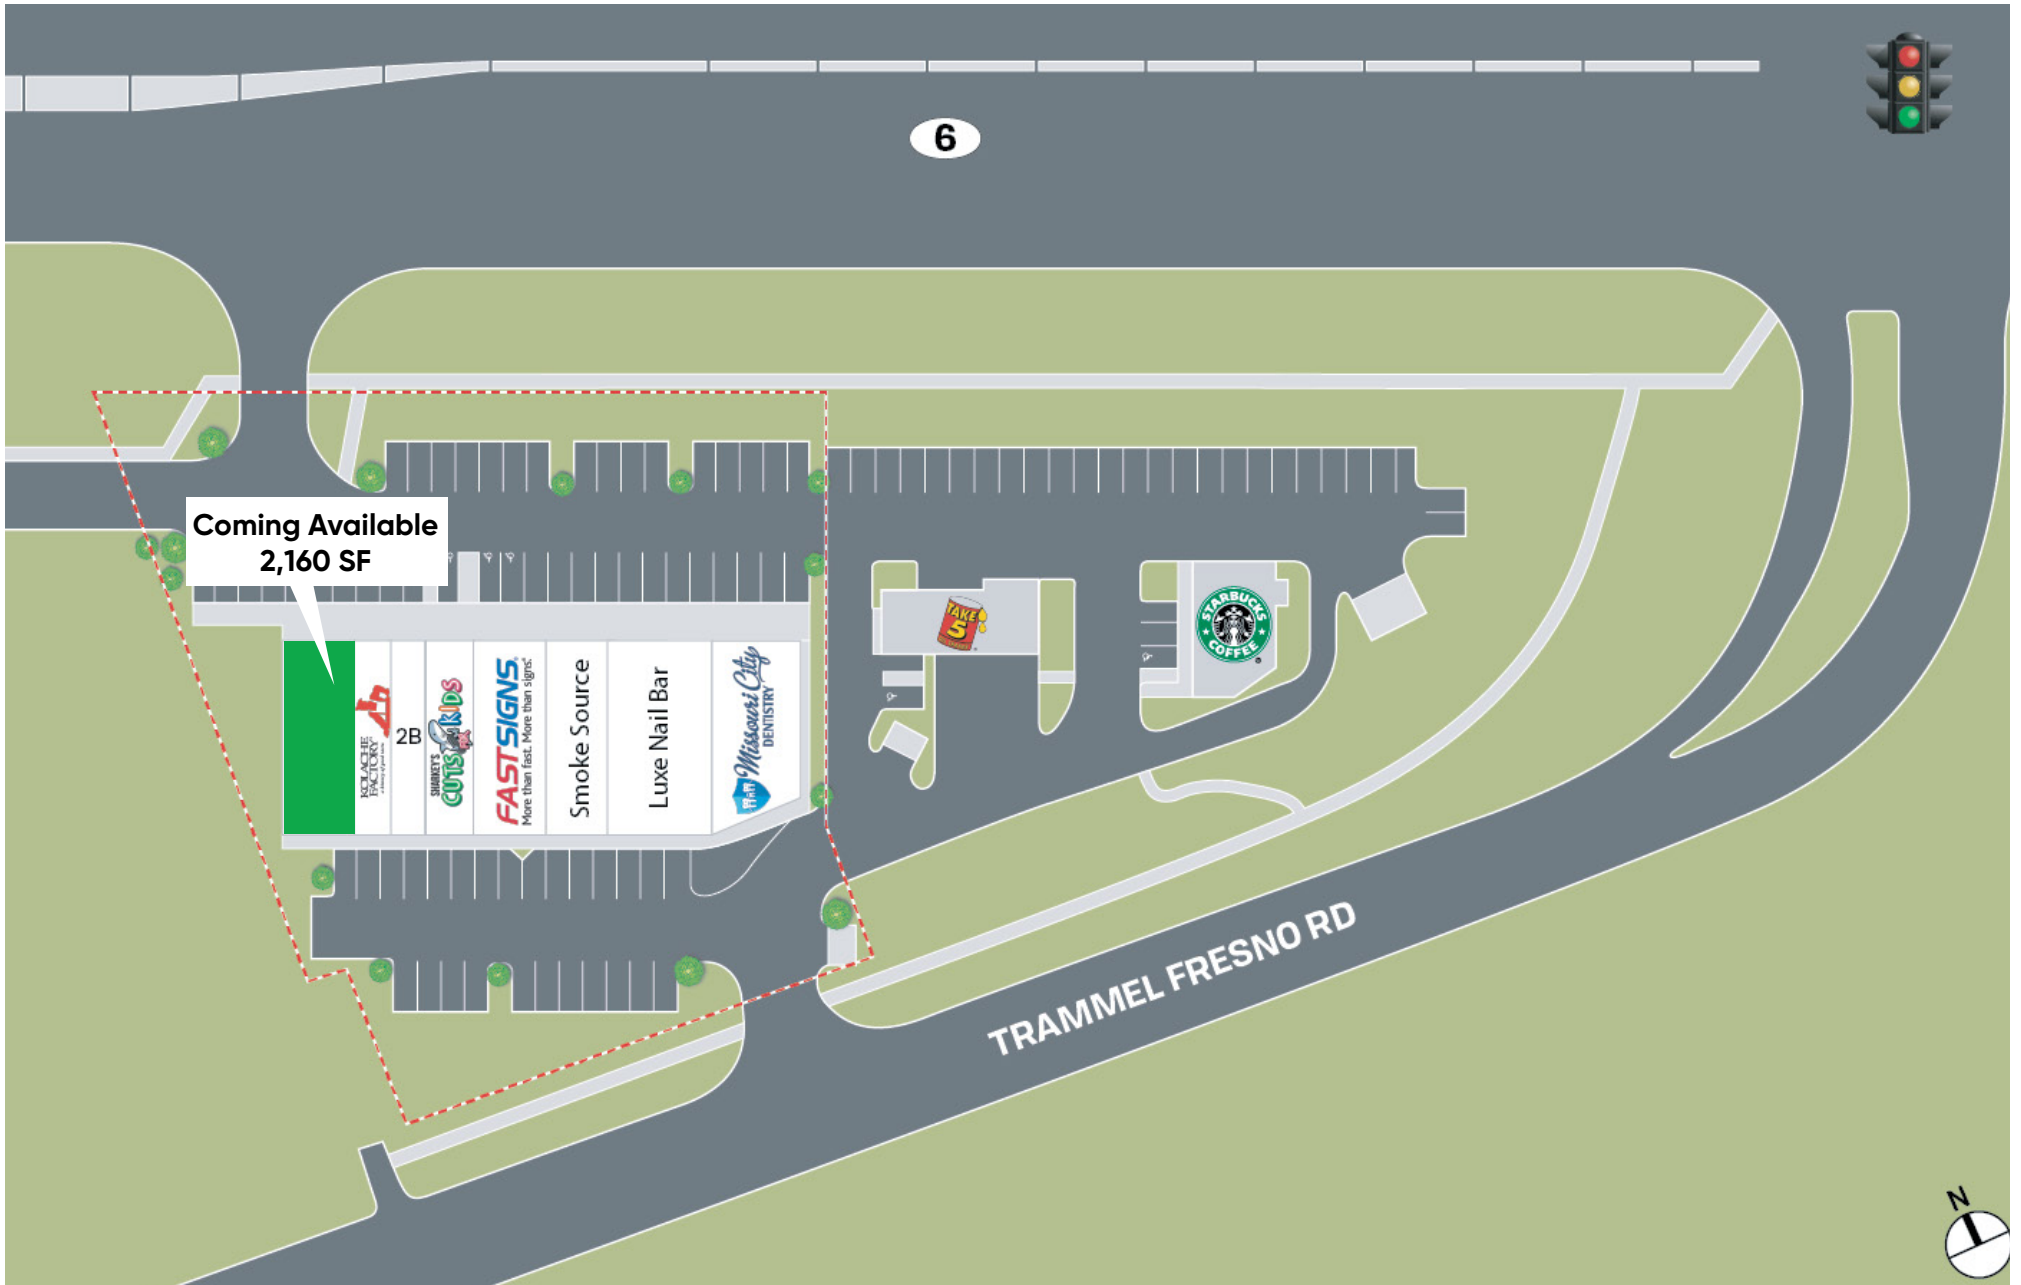 6
Coming Available
2,160 SF
KOLACHE
FACTORY
2B
SHARKEY'S
CUTS 4 KIDS
FASTSIGNS
More than fast. More than signs.
Smoke Source
Luxe Nail Bar
Missouri City
DENTISTRY
TAKE
5
STARBUCKS
COFFEE
TRAMMEL FRESNO RD
N